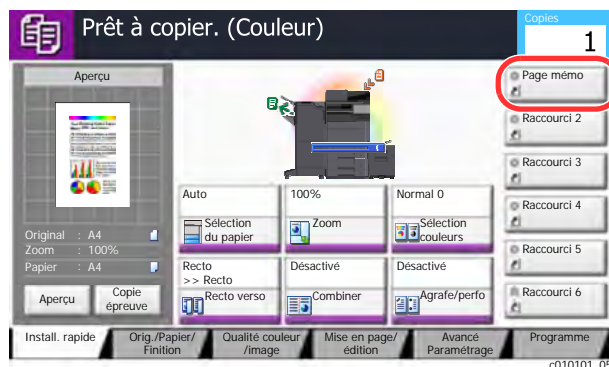 Prêt à copier. (Couleur)
Copies
1
Aperçu
Original : A4
Zoom : 100%
Papier : A4
Aperçu
Copie
épreuve
Auto
Sélection
du papier
100%
Zoom
Normal 0
Sélection
couleurs
Recto
>> Recto
Recto verso
Désactivé
Combiner
Désactivé
Agrafe/perfo
Page mémo
Raccourci 2
Raccourci 3
Raccourci 4
Raccourci 5
Raccourci 6
Install. rapide
Orig./Papier/
Finition
Qualité couleur
/image
Mise en page/
édition
Avancé
Paramétrage
Programme
c010101_05